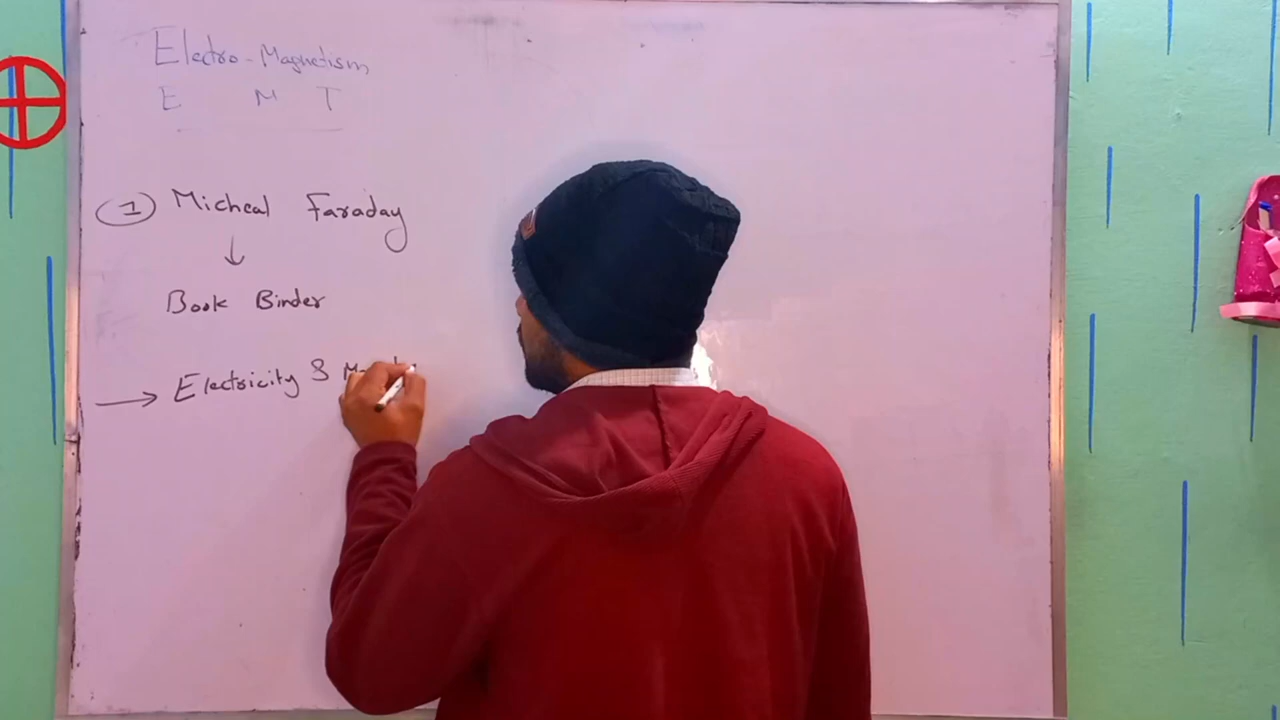 Electro-Magnetism
E M T
1 Micheal Faraday
↓
Book Binder
→ Electricity &